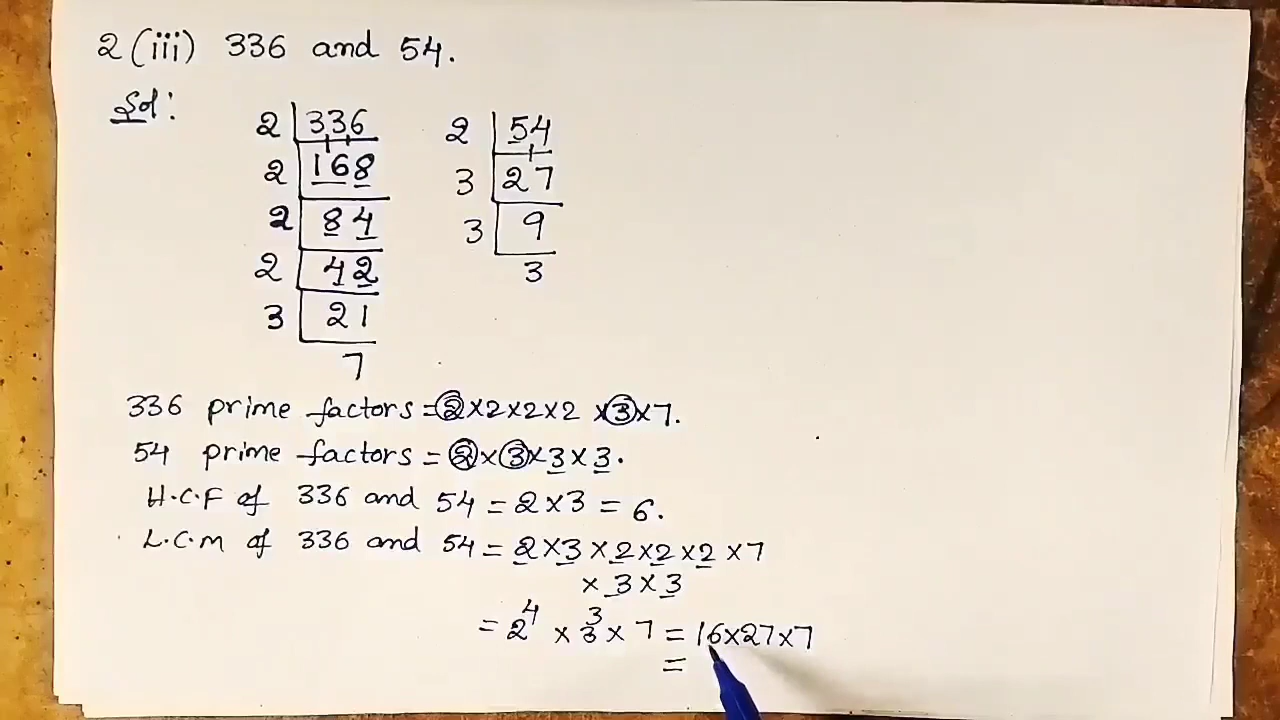 2 (iii) 336 and 54.
Sol:
2 | 336
2 | 168
2 | 84
2 | 42
3 | 21
7
2 | 54
3 | 27
3 | 9
3
336 prime factors = 2×2×2×2 ×3×7.
54 prime factors = 2×3×3×3.
H.C.F of 336 and 54 = 2×3 = 6.
L.C.M of 336 and 54 = 2×3×2×2×2×7
×3×3
= 2⁴ × 3³ × 7 = 16×27×7
=